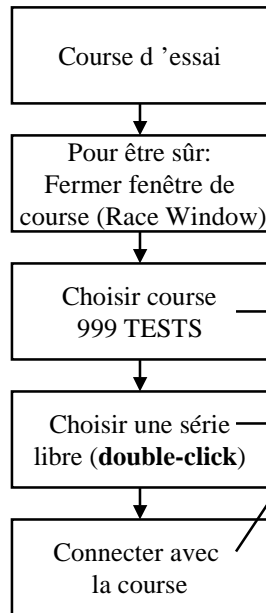 Course d ’essai
Pour être sûr:
Fermer fenêtre de
course (Race Window)
Choisir course
999 TESTS
Choisir une série
libre (double-click)
Connecter avec
la course